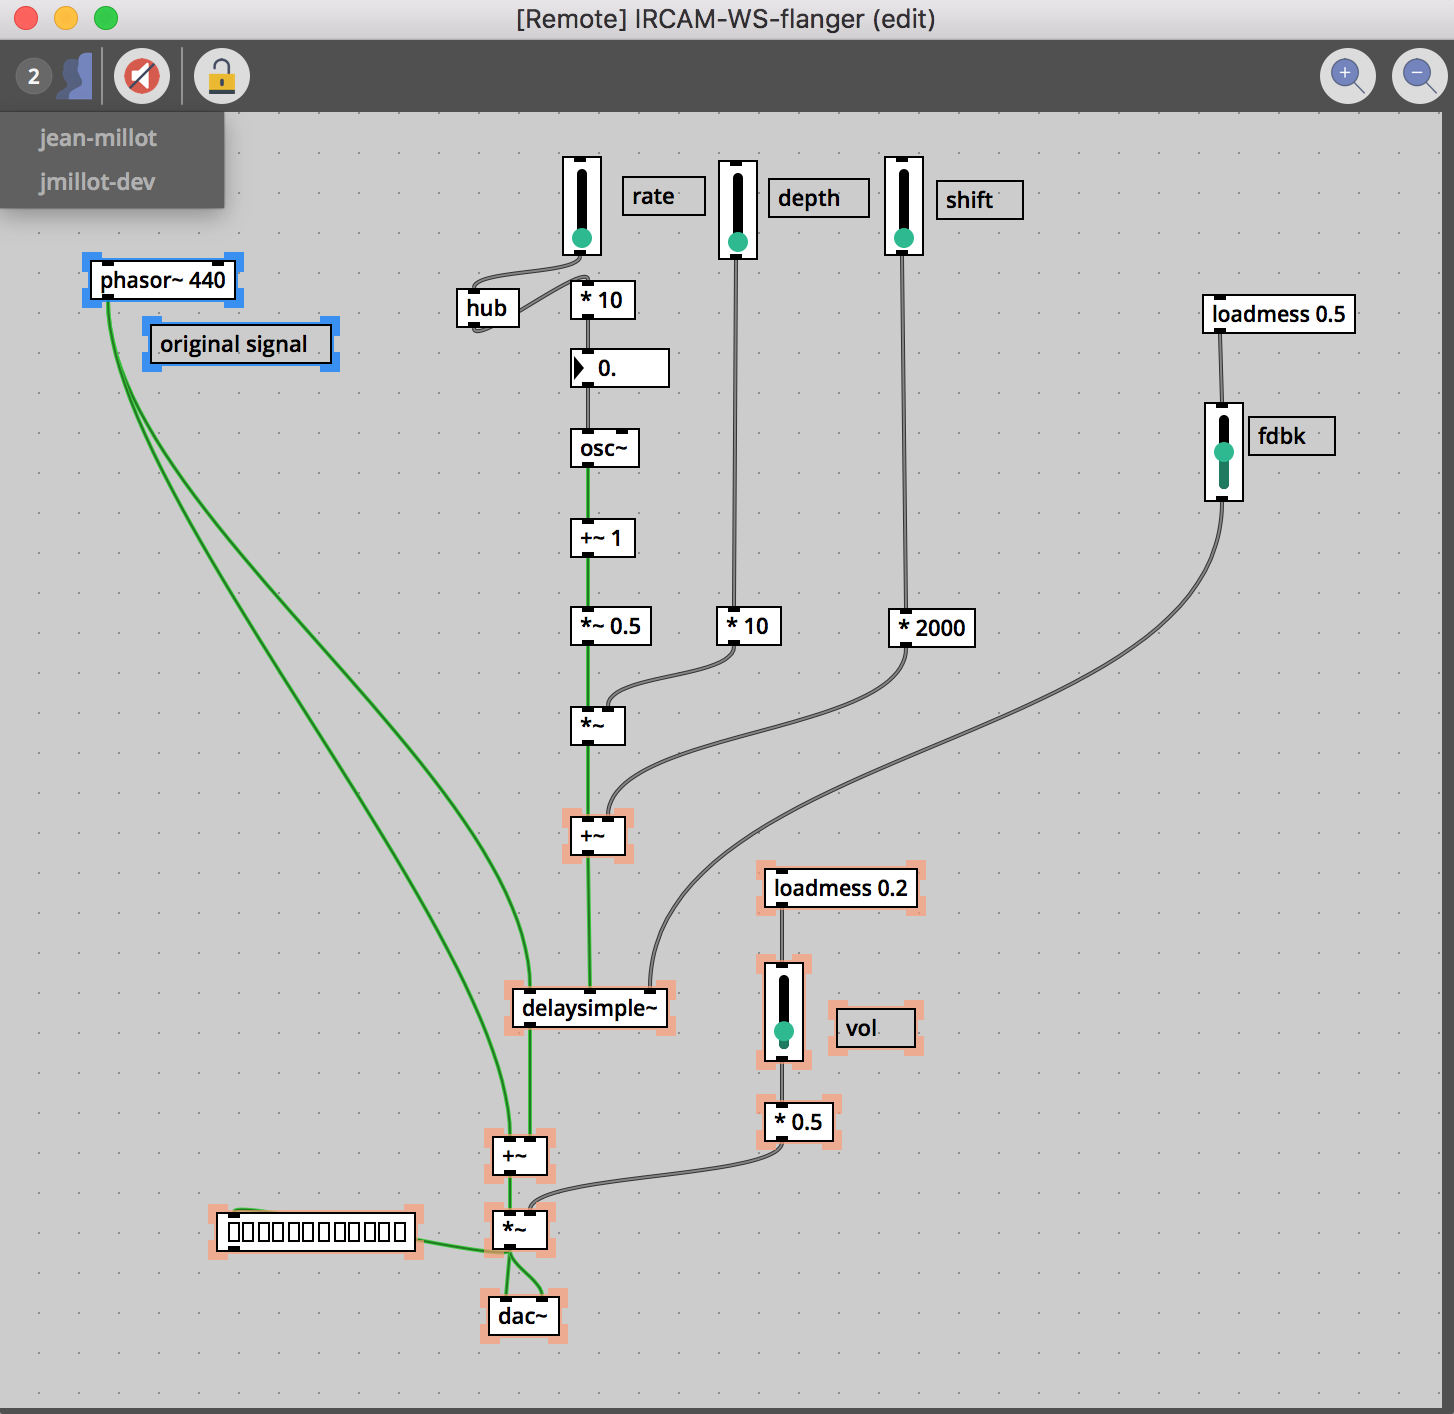 [Remote] IRCAM-WS-flanger (edit)
2
jean-millot
jmillot-dev
rate
depth
shift
phasor~ 440
original signal
hub
* 10
0.
osc~
+~ 1
*~ 0.5
* 10
* 2000
loadmess 0.5
fdbk
*~
+~
loadmess 0.2
delaysimple~
vol
* 0.5
+~
*~
dac~